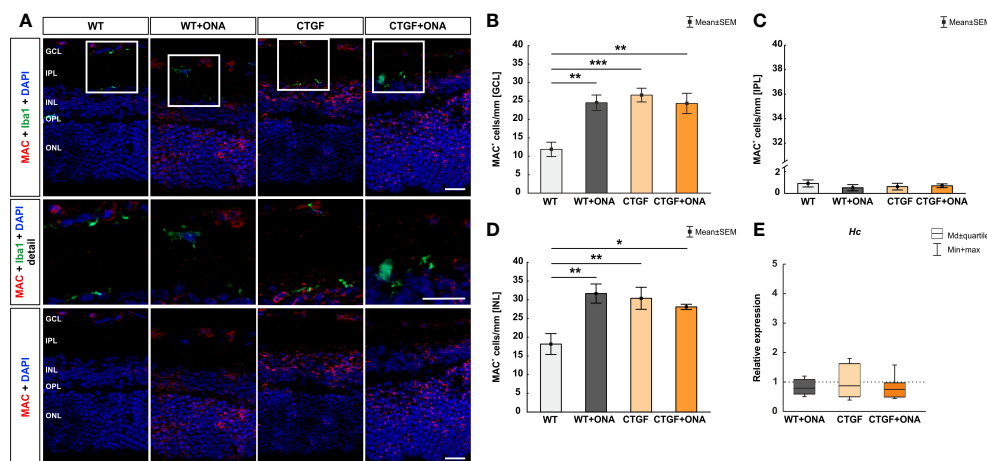 A
WT
WT+ONA
CTGF
CTGF+ONA
MAC + Iba1 + DAPI
GCL
IPL
INL
OPL
ONL
MAC + Iba1 + DAPI
detail
MAC + DAPI
GCL
IPL
INL
OPL
ONL
B
Mean±SEM
MAC+ cells/mm [GCL]
40
35
30
25
20
15
10
5
0
**
***
**
WT
WT+ONA
CTGF
CTGF+ONA
C
Mean±SEM
MAC+ cells/mm [IPL]
40
38
36
34
32
2
0
WT
WT+ONA
CTGF
CTGF+ONA
D
Mean±SEM
MAC+ cells/mm [INL]
40
35
30
25
20
15
10
5
0
*
**
**
WT
WT+ONA
CTGF
CTGF+ONA
E
Hc
Md±quartile
Min+max
Relative expression
5
4
3
2
1
0
WT+ONA
CTGF
CTGF+ONA